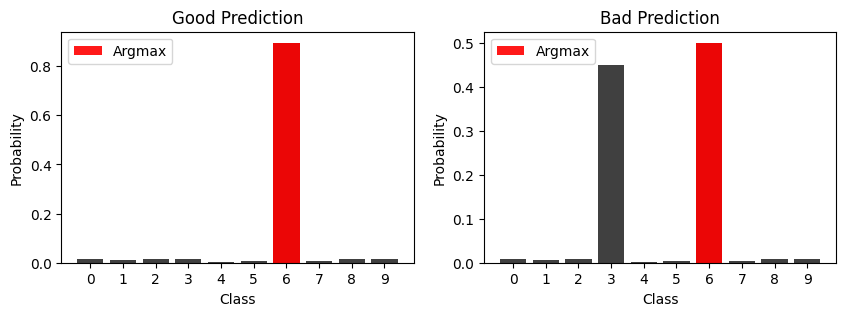 Good Prediction
Argmax
Probability
0.8
0.6
0.4
0.2
0.0
0 1 2 3 4 5 6 7 8 9
Class
Bad Prediction
Argmax
Probability
0.5
0.4
0.3
0.2
0.1
0.0
0 1 2 3 4 5 6 7 8 9
Class